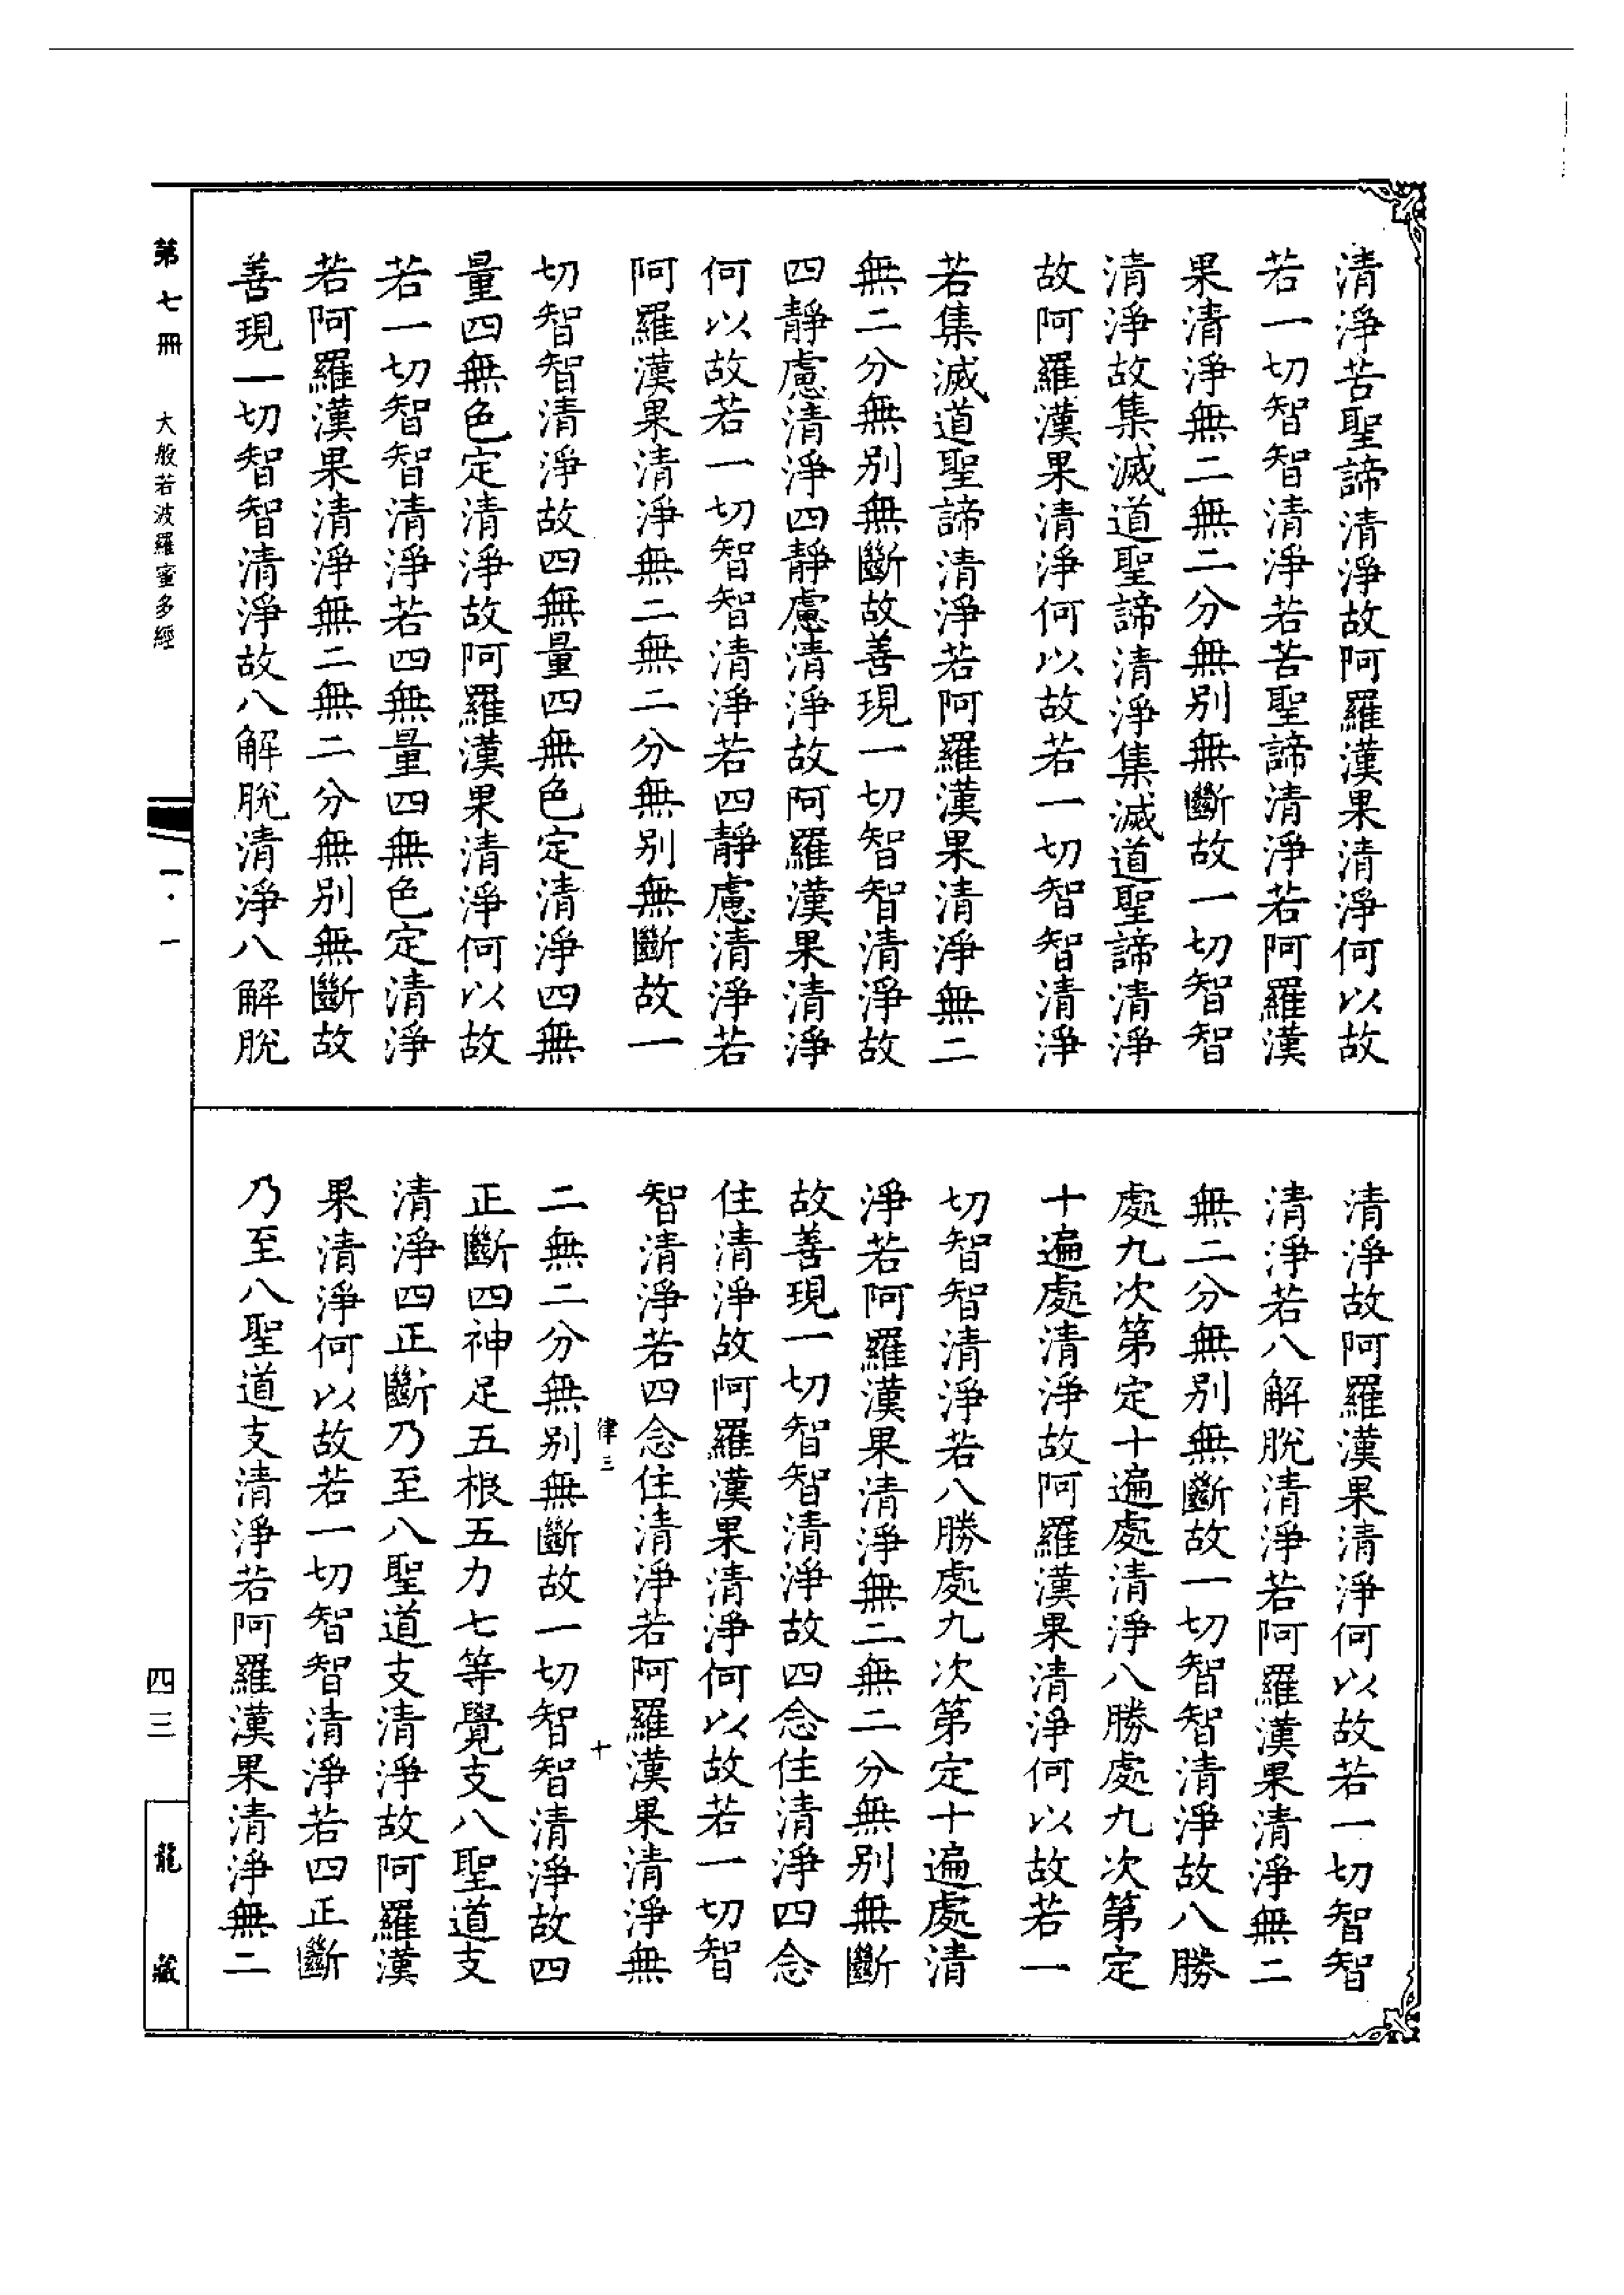 清淨苦聖諦清淨故阿羅漢果清淨何以故
若一切智智清淨若苦聖諦清淨若阿羅漢
果清淨無二無二分無別無斷故一切智智
清淨故集滅道聖諦清淨集滅道聖諦清淨
故阿羅漢果清淨何以故若一切智智清淨
若集滅道聖諦清淨若阿羅漢果清淨無二
無二分無別無斷故善現一切智智清淨故
四靜慮清淨四靜慮清淨故阿羅漢果清淨
何以故若一切智智清淨若四靜慮清淨若
阿羅漢果清淨無二無二分無別無斷故一
切智智清淨故四無量四無色定清淨四無
量四無色定清淨故阿羅漢果清淨何以故
若一切智智清淨若四無量四無色定清淨
若阿羅漢果清淨無二無二分無別無斷故
善現一切智智清淨故八解脫清淨八解脫
清淨故阿羅漢果清淨何以故若一切智智
清淨若八解脫清淨若阿羅漢果清淨無二
無二分無別無斷故一切智智清淨故八勝
處九次第定十遍處清淨八勝處九次第定
十遍處清淨故阿羅漢果清淨何以故若一
切智智清淨若八勝處九次第定十遍處清
淨若阿羅漢果清淨無二無二分無別無斷
故善現一切智智清淨故四念住清淨四念
住清淨故阿羅漢果清淨何以故若一切智
智清淨若四念住清淨若阿羅漢果清淨無
律三 十
二無二分無別無斷故一切智智清淨故四
正斷四神足五根五力七等覺支八聖道支
清淨四正斷乃至八聖道支清淨故阿羅漢
果清淨何以故若一切智智清淨若四正斷
乃至八聖道支清淨若阿羅漢果清淨無二
第七冊 大般若波羅蜜多經 一·一 四三 龍藏